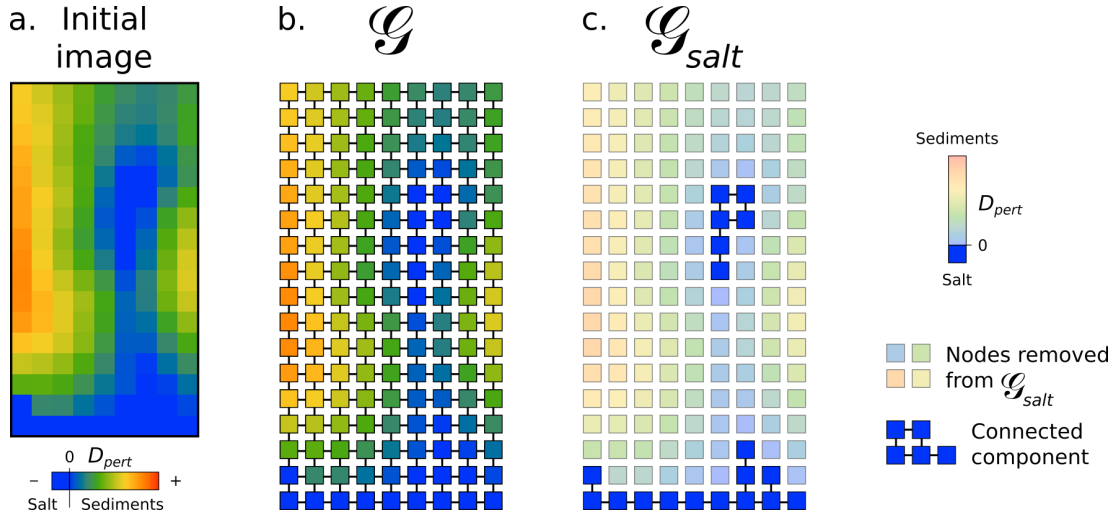 a. Initial
image
b. 𝒢
c. 𝒢salt
− 0 Dpert +
Salt Sediments
Sediments
Dpert
0
Salt
Nodes removed
from 𝒢salt
Connected
component